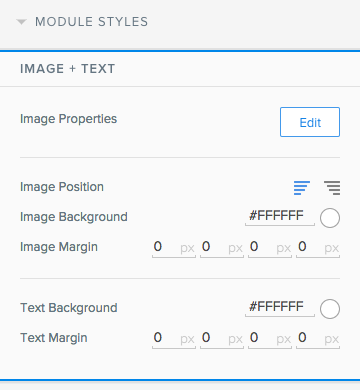 MODULE STYLES
IMAGE + TEXT
Image Properties Edit
Image Position
Image Background #FFFFFF
Image Margin 0 px 0 px 0 px 0 px
Text Background #FFFFFF
Text Margin 0 px 0 px 0 px 0 px